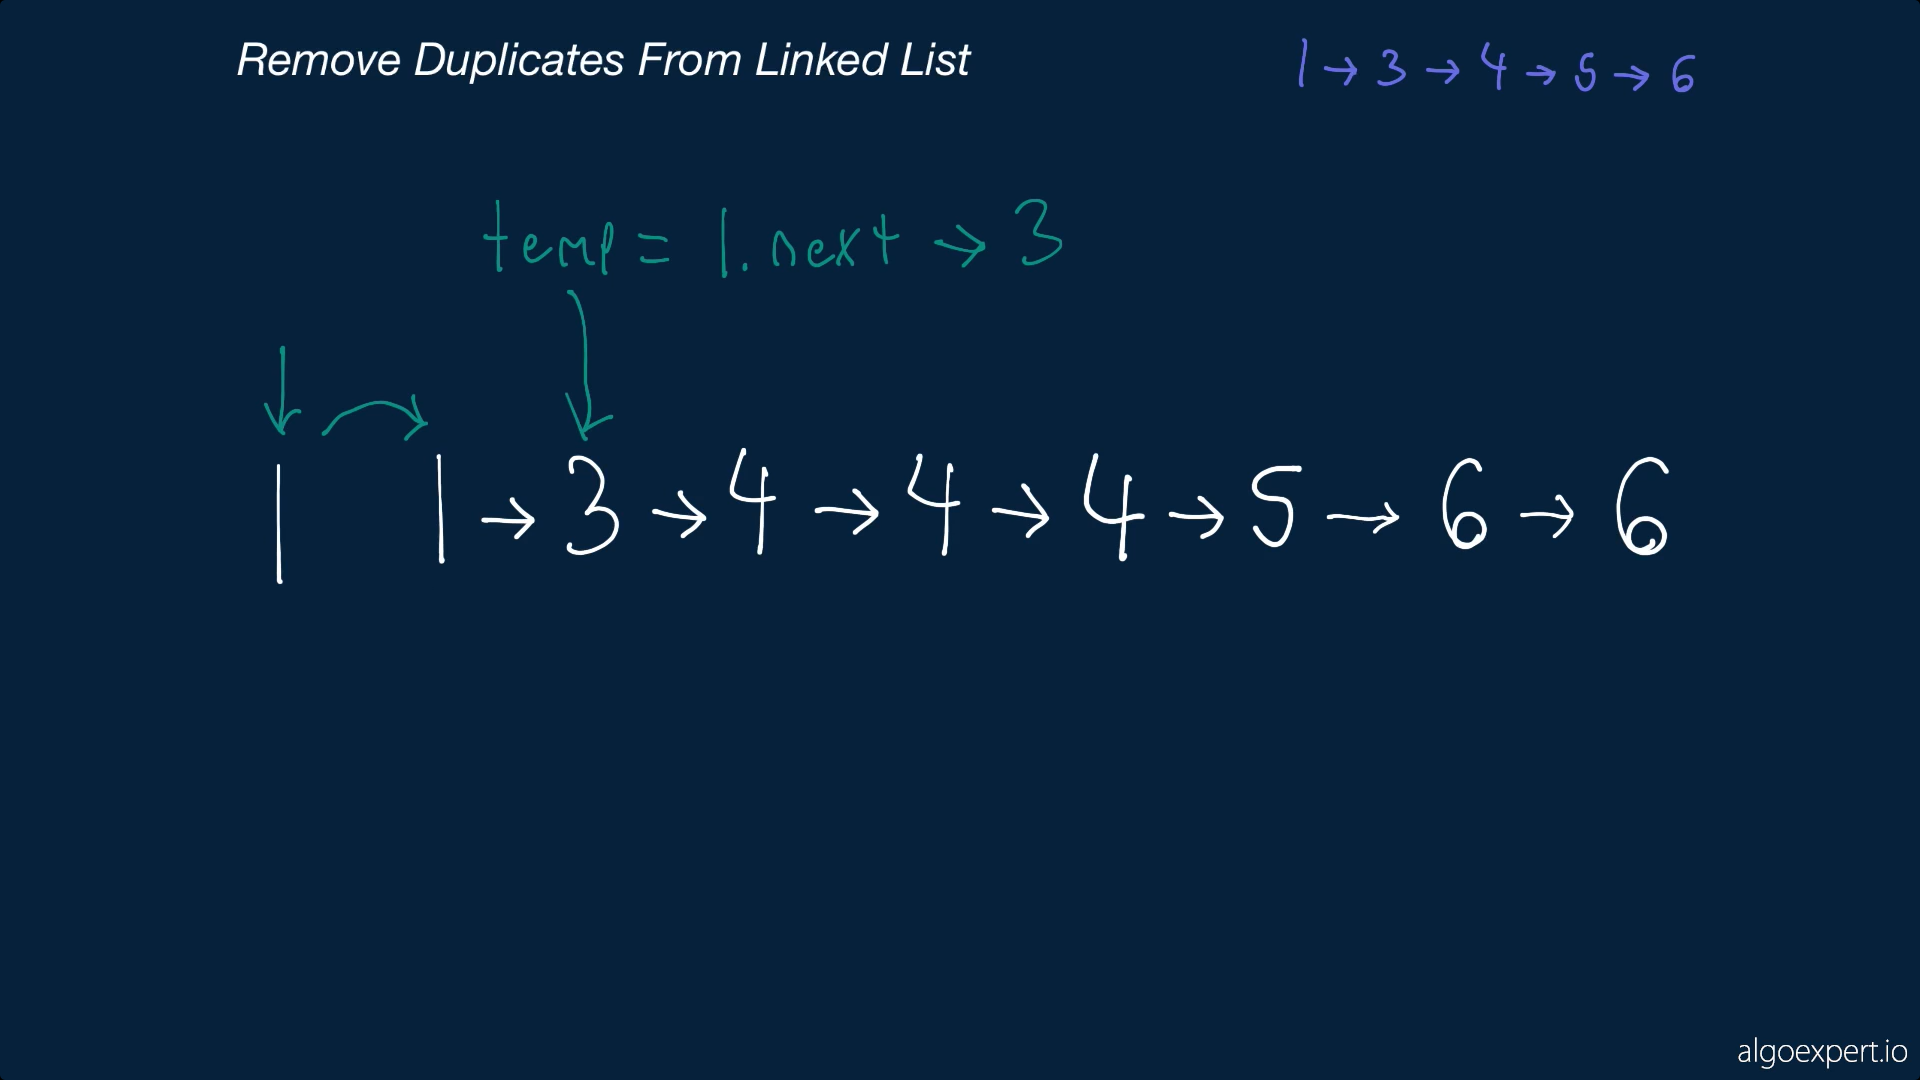 Remove Duplicates From Linked List
1 → 3 → 4 → 5 → 6
temp = 1.next → 3
1 1 → 3 → 4 → 4 → 4 → 5 → 6 → 6
algoexpert.io